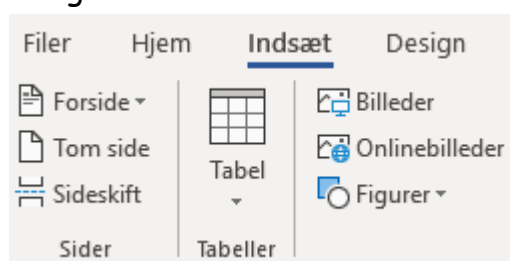 Filer Hjem Indsæt Design
Forside
Tom side
Sideskift
Sider
Tabel
Tabeller
Billeder
Onlinebilleder
Figurer